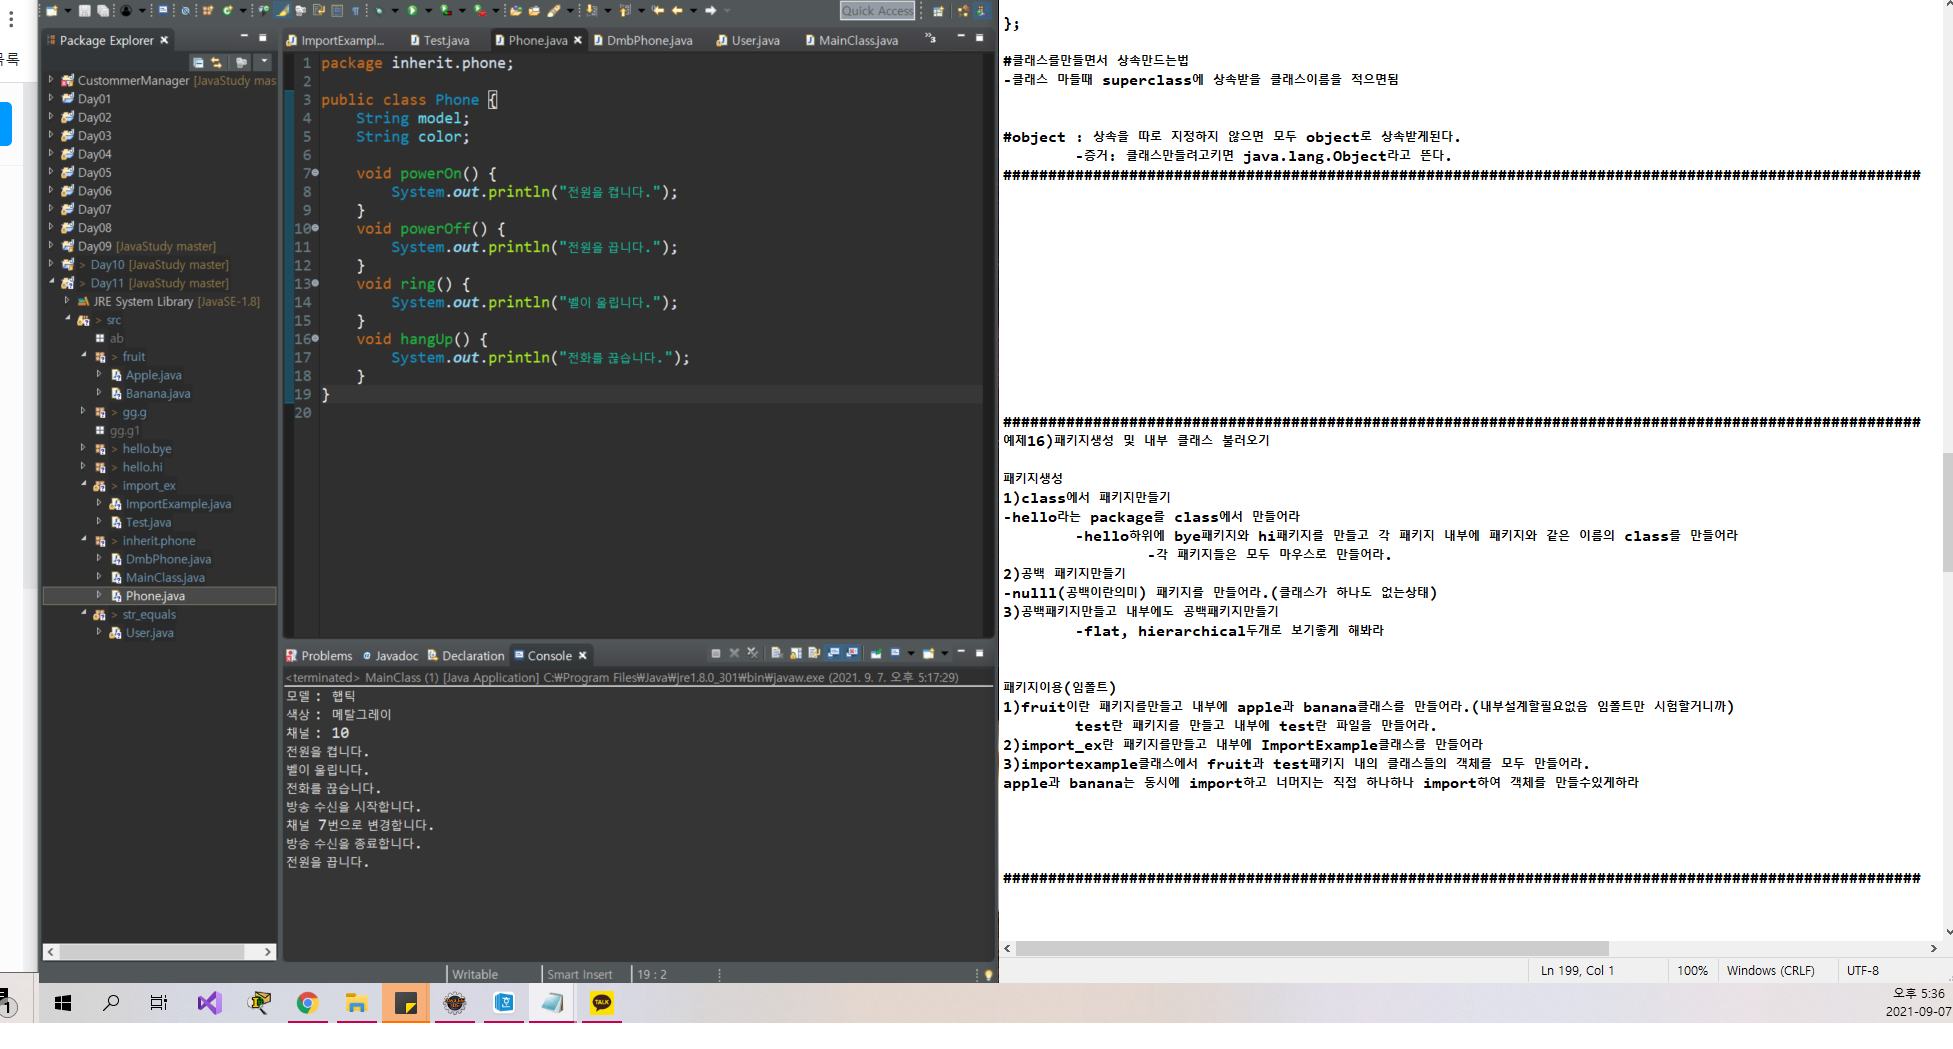 목록
Quick Access
Package Explorer
CustommerManager [JavaStudy mas
Day01
Day02
Day03
Day04
Day05
Day06
Day07
Day08
Day09 [JavaStudy master]
> Day10 [JavaStudy master]
> Day11 [JavaStudy master]
JRE System Library [JavaSE-1.8]
> src
ab
> fruit
> Apple.java
> Banana.java
> gg.g
gg.g1
> hello.bye
> hello.hi
> import_ex
ImportExample.java
Test.java
> inherit.phone
DmbPhone.java
MainClass.java
Phone.java
> str_equals
User.java
ImportExampl... Test.java Phone.java DmbPhone.java User.java MainClass.java »3
1 package inherit.phone;
2
3 public class Phone {
4 String model;
5 String color;
6
7 void powerOn() {
8 System.out.println("전원을 켭니다.");
9 }
10 void powerOff() {
11 System.out.println("전원을 끕니다.");
12 }
13 void ring() {
14 System.out.println("벨이 울립니다.");
15 }
16 void hangUp() {
17 System.out.println("전화를 끊습니다.");
18 }
19 }
20
Problems Javadoc Declaration Console
<terminated> MainClass (1) [Java Application] C:₩Program Files₩Java₩jre1.8.0_301₩bin₩javaw.exe (2021. 9. 7. 오후 5:17:29)
모델 : 햅틱
색상 : 메탈그레이
채널 : 10
전원을 켭니다.
벨이 울립니다.
전화를 끊습니다.
방송 수신을 시작합니다.
채널 7번으로 변경합니다.
방송 수신을 종료합니다.
전원을 끕니다.
Writable Smart Insert 19 : 2
};
#클래스를만들면서 상속만드는법
-클래스 마들때 superclass에 상속받을 클래스이름을 적으면됨
#object : 상속을 따로 지정하지 않으면 모두 object로 상속받게된다.
-증거: 클래스만들려고키면 java.lang.Object라고 뜬다.
######################################################################################################
######################################################################################################
예제16)패키지생성 및 내부 클래스 불러오기
패키지생성
1)class에서 패키지만들기
-hello라는 package를 class에서 만들어라
-hello하위에 bye패키지와 hi패키지를 만들고 각 패키지 내부에 패키지와 같은 이름의 class를 만들어라
-각 패키지들은 모두 마우스로 만들어라.
2)공백 패키지만들기
-nulll(공백이란의미) 패키지를 만들어라.(클래스가 하나도 없는상태)
3)공백패키지만들고 내부에도 공백패키지만들기
-flat, hierarchical두개로 보기좋게 해봐라
패키지이용(임폴트)
1)fruit이란 패키지를만들고 내부에 apple과 banana클래스를 만들어라.(내부설계할필요없음 임폴트만 시험할거니까)
test란 패키지를 만들고 내부에 test란 파일을 만들어라.
2)import_ex란 패키지를만들고 내부에 ImportExample클래스를 만들어라
3)importexample클래스에서 fruit과 test패키지 내의 클래스들의 객체를 모두 만들어라.
apple과 banana는 동시에 import하고 너머지는 직접 하나하나 import하여 객체를 만들수있게하라
######################################################################################################
Ln 199, Col 1 100% Windows (CRLF) UTF-8
1
TALK
오후 5:36
2021-09-07